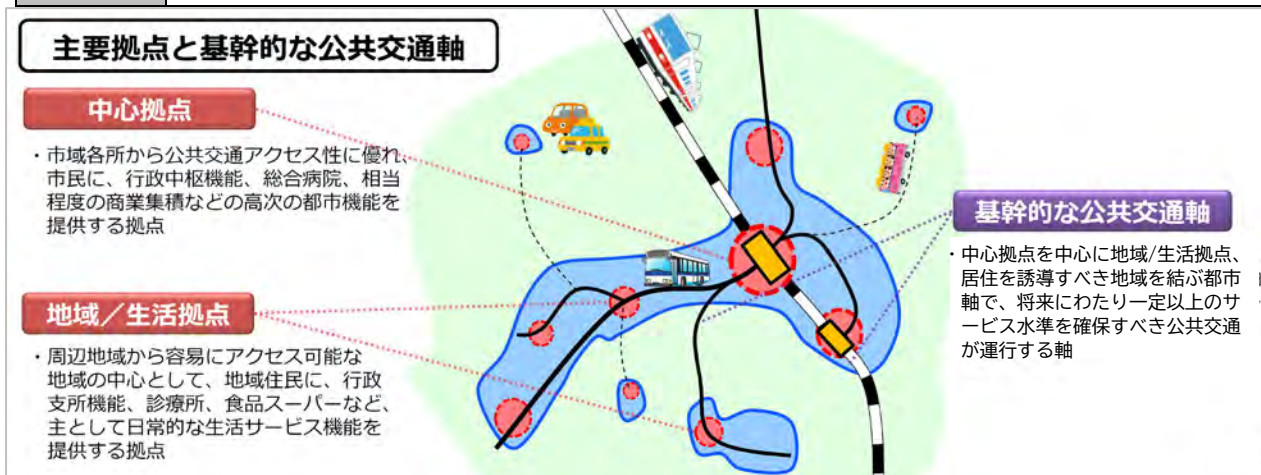 主要拠点と基幹的な公共交通軸
中心拠点
・市域各所から公共交通アクセス性に優れ、
市民に、行政中枢機能、総合病院、相当
程度の商業集積などの高次の都市機能を
提供する拠点
地域／生活拠点
・周辺地域から容易にアクセス可能な
地域の中心として、地域住民に、行政
支所機能、診療所、食品スーパーなど、
主として日常的な生活サービス機能を
提供する拠点
基幹的な公共交通軸
・中心拠点を中心に地域/生活拠点、
居住を誘導すべき地域を結ぶ都市
軸で、将来にわたり一定以上のサ
ービス水準を確保すべき公共交通
が運行する軸